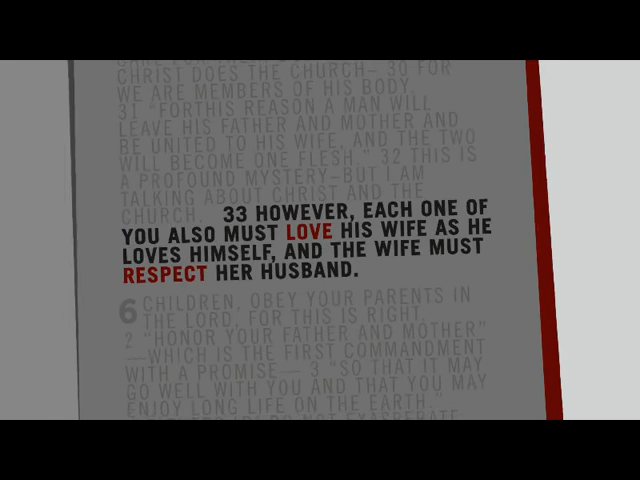 CARE FOR
CHRIST DOES THE CHURCH— 30 FOR
WE ARE MEMBERS OF HIS BODY.
31 "FORTHIS REASON A MAN WILL
LEAVE HIS FATHER AND MOTHER AND
BE UNITED TO HIS WIFE, AND THE TWO
WILL BECOME ONE FLESH." 32 THIS IS
A PROFOUND MYSTERY—BUT I AM
TALKING ABOUT CHRIST AND THE
CHURCH. 33 HOWEVER, EACH ONE OF
YOU ALSO MUST LOVE HIS WIFE AS HE
LOVES HIMSELF, AND THE WIFE MUST
RESPECT HER HUSBAND.
6 CHILDREN, OBEY YOUR PARENTS IN
THE LORD, FOR THIS IS RIGHT.
2 "HONOR YOUR FATHER AND MOTHER"
—WHICH IS THE FIRST COMMANDMENT
WITH A PROMISE— 3 "SO THAT IT MAY
GO WELL WITH YOU AND THAT YOU MAY
ENJOY LONG LIFE ON THE EARTH."
DO NOT EXASPERATE